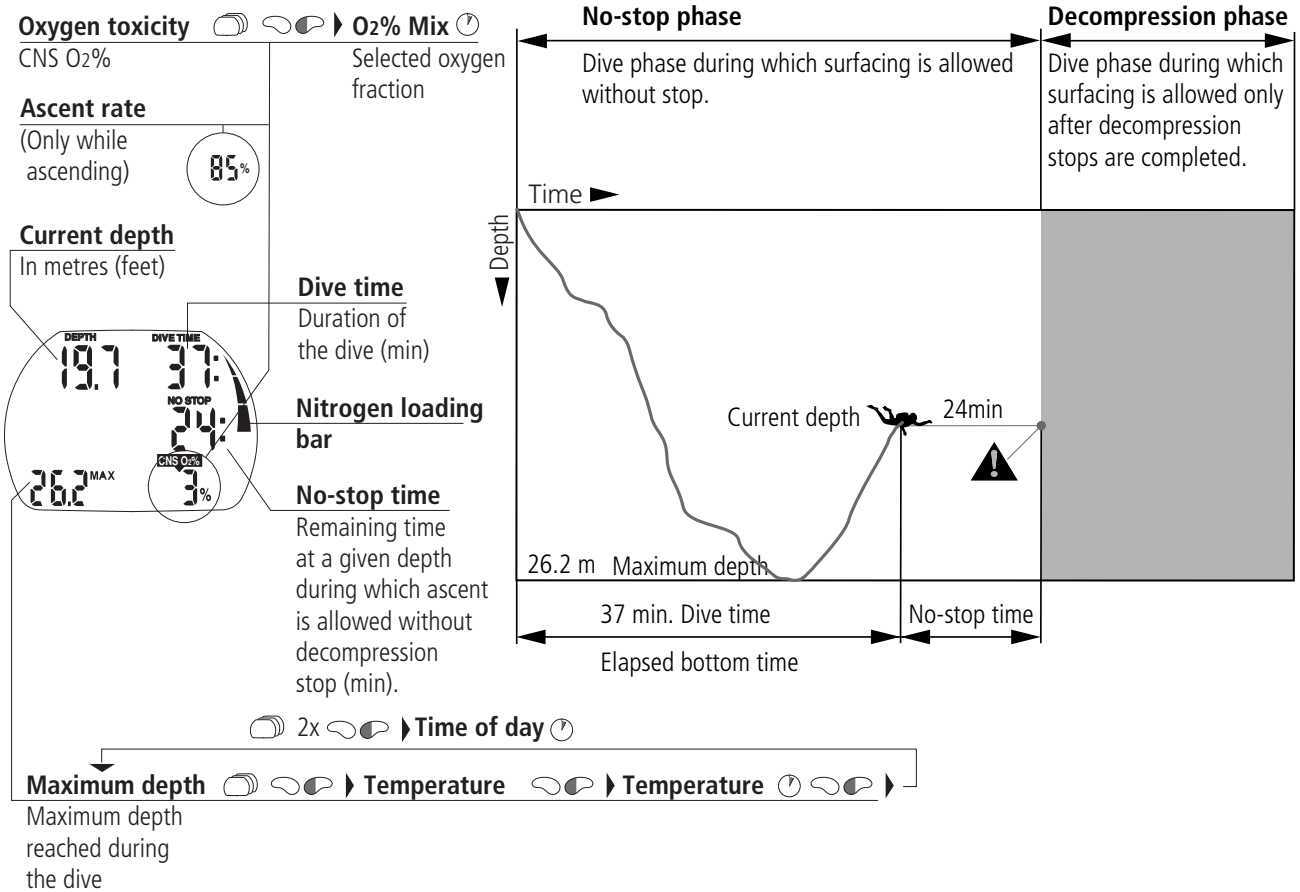 Oxygen toxicity
CNS O2%
O2% Mix
Selected oxygen
fraction
Ascent rate
(Only while
ascending)
85%
Current depth
In metres (feet)
Dive time
Duration of
the dive (min)
DEPTH
DIVE TIME
19.7
37:
NO STOP
24:
CNS O2%
26.2 MAX
3%
Nitrogen loading
bar
No-stop time
Remaining time
at a given depth
during which ascent
is allowed without
decompression
stop (min).
2x
Time of day
Maximum depth
Temperature
Temperature
Maximum depth
reached during
the dive
No-stop phase
Dive phase during which surfacing is allowed
without stop.
Decompression phase
Dive phase during which
surfacing is allowed only
after decompression
stops are completed.
Time
Depth
Current depth
24min
26.2 m Maximum depth
37 min. Dive time
No-stop time
Elapsed bottom time